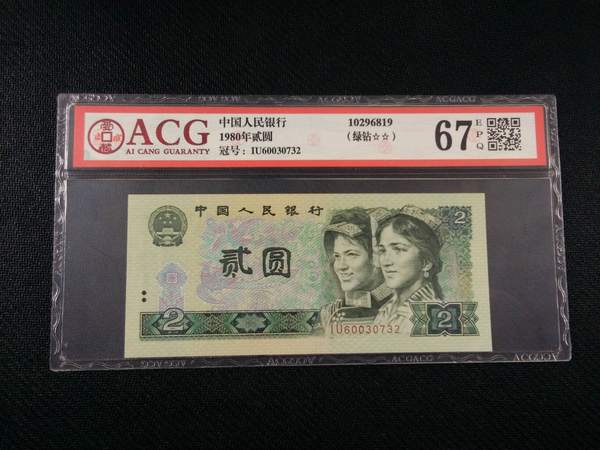 ACG
AI CANG GUARANTY
中国人民银行
1980年贰圆
冠号：IU60030732
10296819
（绿钻☆☆）
67
EPQ
中国人民银行
2
贰圆
2
IU60030732
2
ACGACG